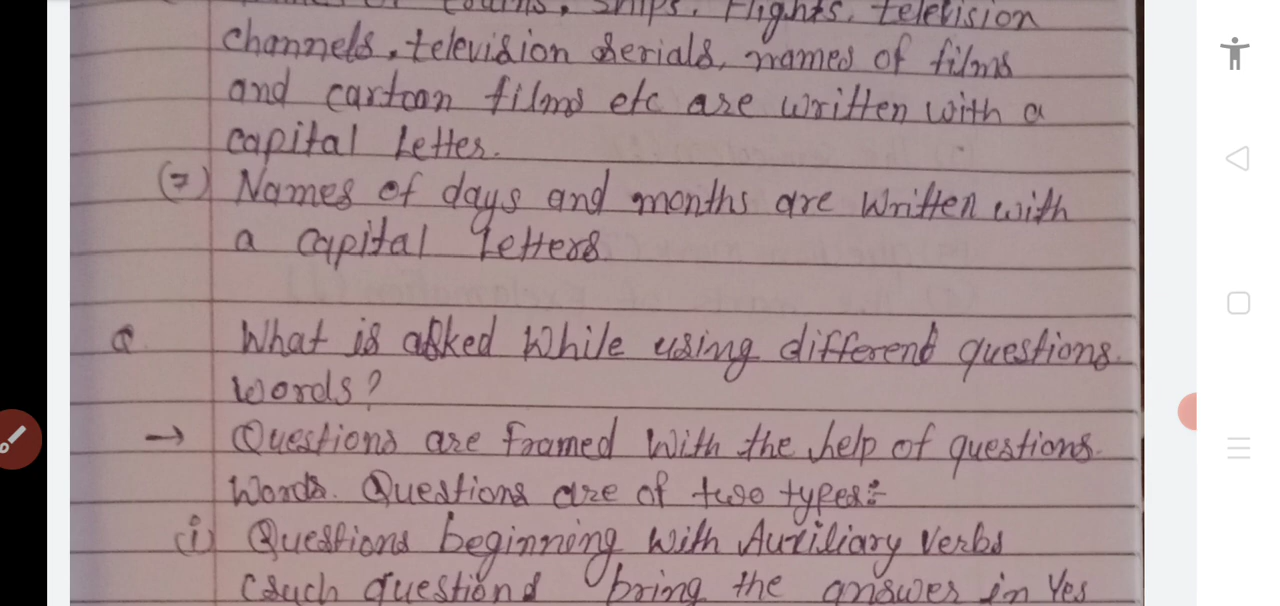 ships. Flights. television
channels, television serials, names of films
and cartoon films etc are written with a
capital Letter.
(7) Names of days and months are written with
a capital Letters
Q What is asked while using different questions
words?
→ Questions are framed with the help of questions
words. Questions are of two types:-
(i) Questions beginning with Auxiliary verbs
(such questions bring the answer in Yes